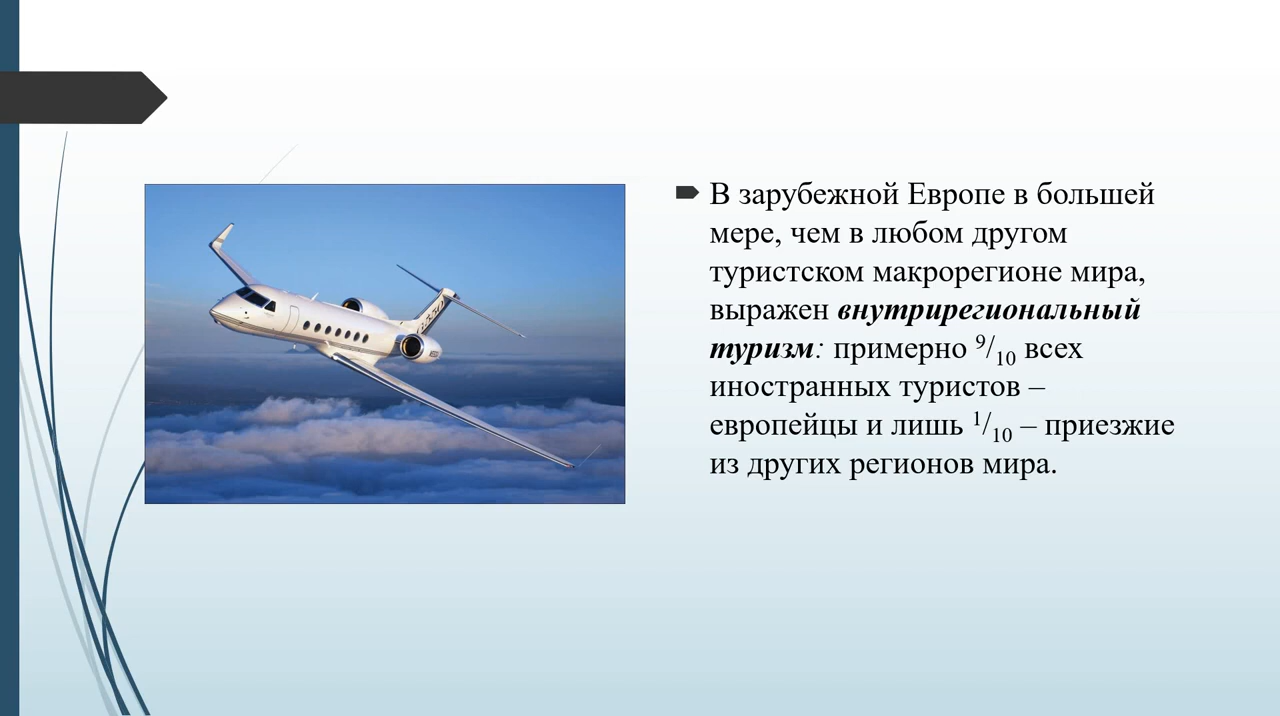 В зарубежной Европе в большей
мере, чем в любом другом
туристском макрорегионе мира,
выражен внутрирегиональный
туризм: примерно ⁹/₁₀ всех
иностранных туристов –
европейцы и лишь ¹/₁₀ – приезжие
из других регионов мира.